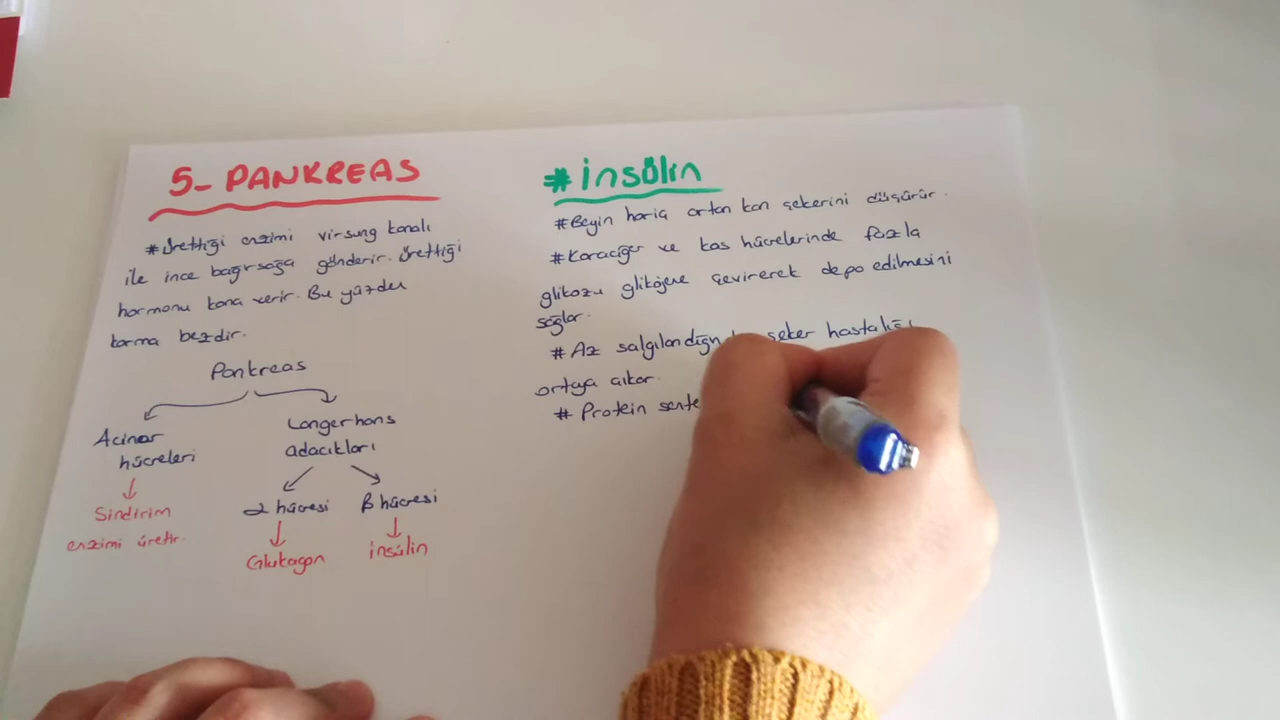 5- PANKREAS
#Ürettiği enzimi virsung kanalı
ile ince bağırsağa gönderir. Ürettiği
hormonu kana verir. Bu yüzden
karma bezdir.
Pankreas
Acinar
hücreleri
Sindirim
enzimi üretir.
Langerhans
adacıkları
α hücresi
Glukagon
β hücresi
insülin
#insülin
#Beyin hariç artan kan şekerini düşürür.
#Karaciğer ve kas hücrelerinde fazla
glikozu glikojene çevirerek depo edilmesini
sağlar.
# Az salgılandığn şeker hastalığı
ortaya çıkar.
# Protein sente